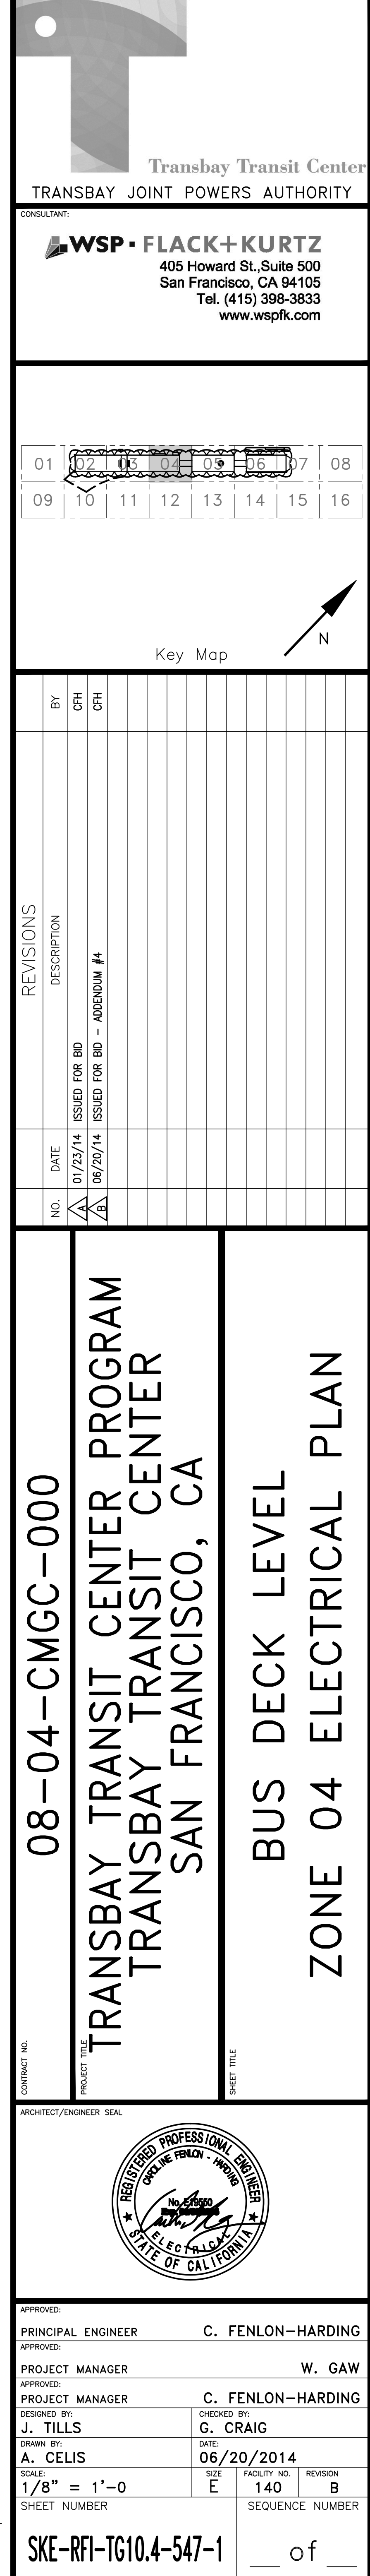 Transbay Transit Center
TRANSBAY JOINT POWERS AUTHORITY
CONSULTANT:
WSP · FLACK+KURTZ
405 Howard St.,Suite 500
San Francisco, CA 94105
Tel. (415) 398-3833
www.wspfk.com
01 02 03 04 05 06 07 08
09 10 11 12 13 14 15 16
N
Key Map
REVISIONS
NO. DATE DESCRIPTION BY
A 01/23/14 ISSUED FOR BID CFH
B 06/20/14 ISSUED FOR BID - ADDENDUM #4 CFH
CONTRACT NO.
08-04-CMGC-000
PROJECT TITLE
TRANSBAY TRANSIT CENTER PROGRAM
TRANSBAY TRANSIT CENTER
SAN FRANCISCO, CA
SHEET TITLE
BUS DECK LEVEL
ZONE 04 ELECTRICAL PLAN
ARCHITECT/ENGINEER SEAL
REGISTERED PROFESSIONAL ENGINEER
CAROLINE FENLON - HARDING
No. E19550
ELECTRICAL
STATE OF CALIFORNIA
APPROVED:
PRINCIPAL ENGINEER C. FENLON-HARDING
APPROVED:
PROJECT MANAGER W. GAW
APPROVED:
PROJECT MANAGER C. FENLON-HARDING
DESIGNED BY: CHECKED BY:
J. TILLS G. CRAIG
DRAWN BY: DATE:
A. CELIS 06/20/2014
SCALE: SIZE FACILITY NO. REVISION
1/8" = 1'-0 E 140 B
SHEET NUMBER SEQUENCE NUMBER
SKE-RFI-TG10.4-547-1 ___ of ___